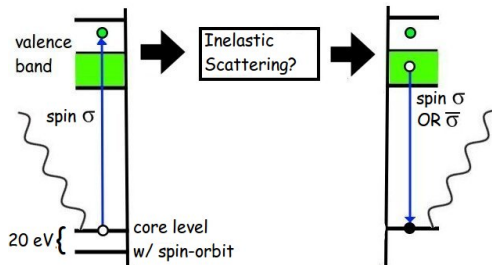 valence
band
spin σ
20 eV {
core level
w/ spin-orbit
Inelastic
Scattering?
spin σ
OR σ̅